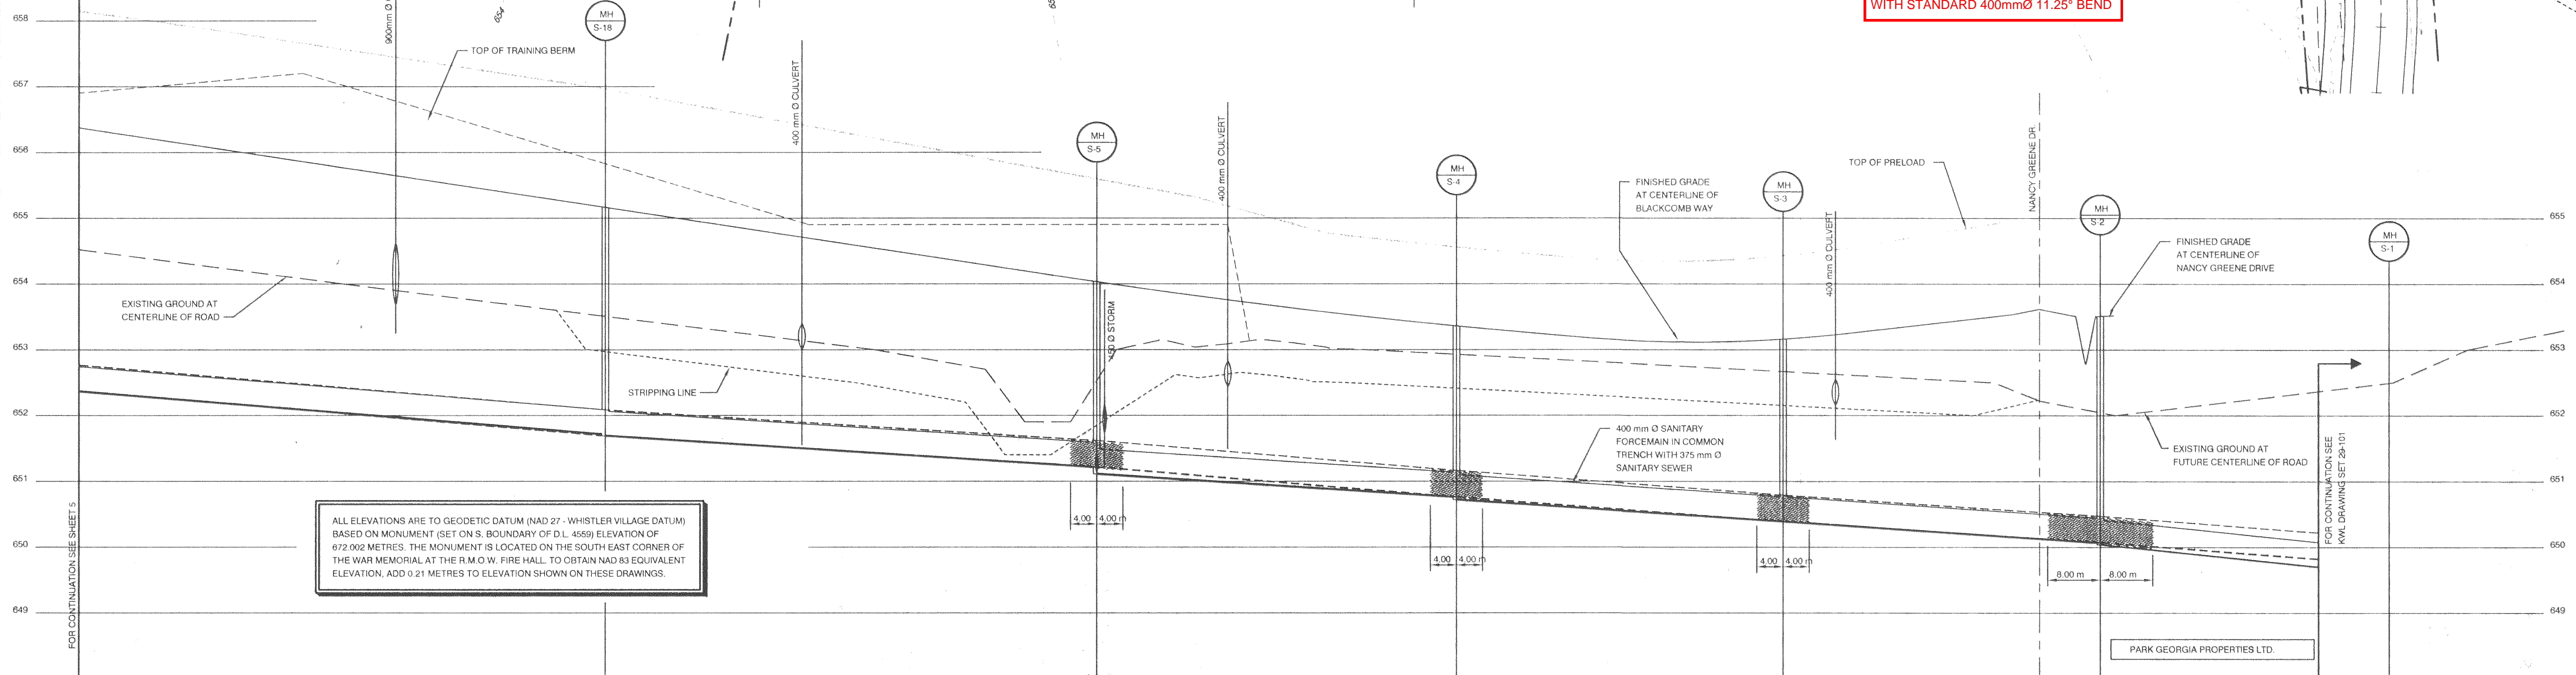 WITH STANDARD 400mmØ 11.25° BEND
658
657
656
655
654
653
652
651
650
649
654
900mm Ø
MH
S-18
TOP OF TRAINING BERM
400 mm Ø CULVERT
MH
S-5
400 mm Ø CULVERT
MH
S-4
FINISHED GRADE
AT CENTERLINE OF
BLACKCOMB WAY
MH
S-3
400 mm Ø CULVERT
TOP OF PRELOAD
NANCY GREENE DR.
MH
S-2
FINISHED GRADE
AT CENTERLINE OF
NANCY GREENE DRIVE
MH
S-1
655
654
653
652
651
650
649
EXISTING GROUND AT
CENTERLINE OF ROAD
STRIPPING LINE
450 Ø STORM
400 mm Ø SANITARY
FORCEMAIN IN COMMON
TRENCH WITH 375 mm Ø
SANITARY SEWER
EXISTING GROUND AT
FUTURE CENTERLINE OF ROAD
FOR CONTINUATION SEE
KWL DRAWING SET 29-101
FOR CONTINUATION SEE SHEET 5
ALL ELEVATIONS ARE TO GEODETIC DATUM (NAD 27 - WHISTLER VILLAGE DATUM)
BASED ON MONUMENT (SET ON S. BOUNDARY OF D.L. 4559) ELEVATION OF
672.002 METRES. THE MONUMENT IS LOCATED ON THE SOUTH EAST CORNER OF
THE WAR MEMORIAL AT THE R.M.O.W. FIRE HALL. TO OBTAIN NAD 83 EQUIVALENT
ELEVATION, ADD 0.21 METRES TO ELEVATION SHOWN ON THESE DRAWINGS.
4.00 4.00 m
4.00 4.00 m
4.00 4.00 m
8.00 m 8.00 m
PARK GEORGIA PROPERTIES LTD.